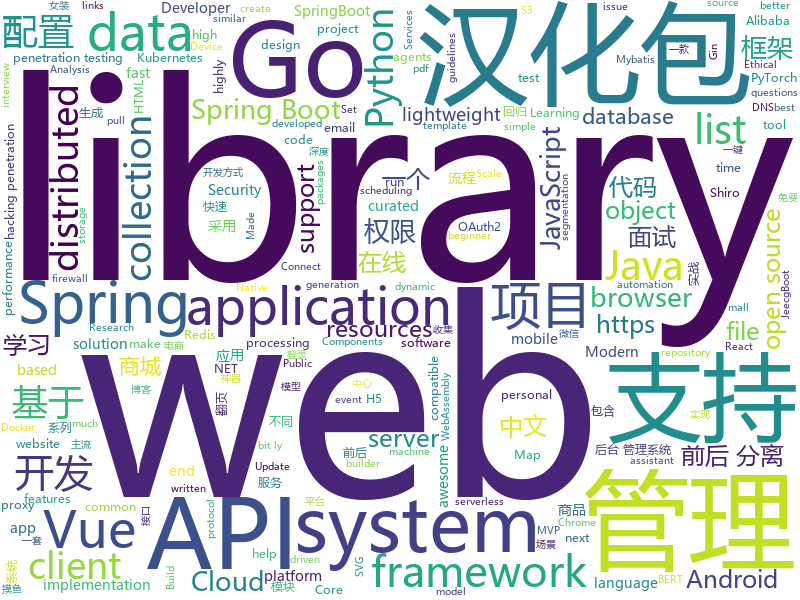 女装
links
similar
create
SpringBoot
Developer
source
better
配置
data
Go
Python
汉化包
issue
Services
pdf
guidelines
S3
Alibaba
Device
interview
personal
high
design
project
agents
Mybatis
一款
Gin
框架
penetration testing
Kubernetes
Analysis
pull
fast
HTML
Set
test
Ethical
PyTorch
questions
highly
Learning
回归
DNS
best
生成
Spring Boot
lightweight
database
list
tool
library
hacking penetration
distributed
collection
developed
email
template
simple
code
深度
一键
time
开发方式
support
scheduling
run
一个
流程
Scale
JavaScript
segmentation
代码
Shiro
免费
Security
packages
beginner
快速
采用
权限
OAuth2
object
面试
curated
performance
storage
firewall
Made
在线
Connect
Native
generation
dynamic
automation
Java
实战
open source
mall
JeecgBoot
Spring
application
项目
browser
file
Research
Redis
resources
收集
https
React
学习
solution
make
电商
processing
Components
software
mobile
微信
Modern
repository
商城
应用
登录
Public
web
支持
based
NET
神器
模型
event
H5
compatible
WebAssembly
基于
博客
翻页
中心
builder
personal
中文
包含
实现
Docker
系列
主流
much
不同
server
awesome
Map
website
bit ly
machine
前后
后台
管理系统
assistant
开发
Update
written
服务
前后 分离
proxy
common
end
serverless
商品
Chrome
app
features
接口
API
system
protocol
平台
MVP
场景
next
管理
系统
一套
Vue
client
help
driven
framework
implementation
模块
Build
Cloud
platform
SVG
Core
BERT
language
Android
摸鱼
model